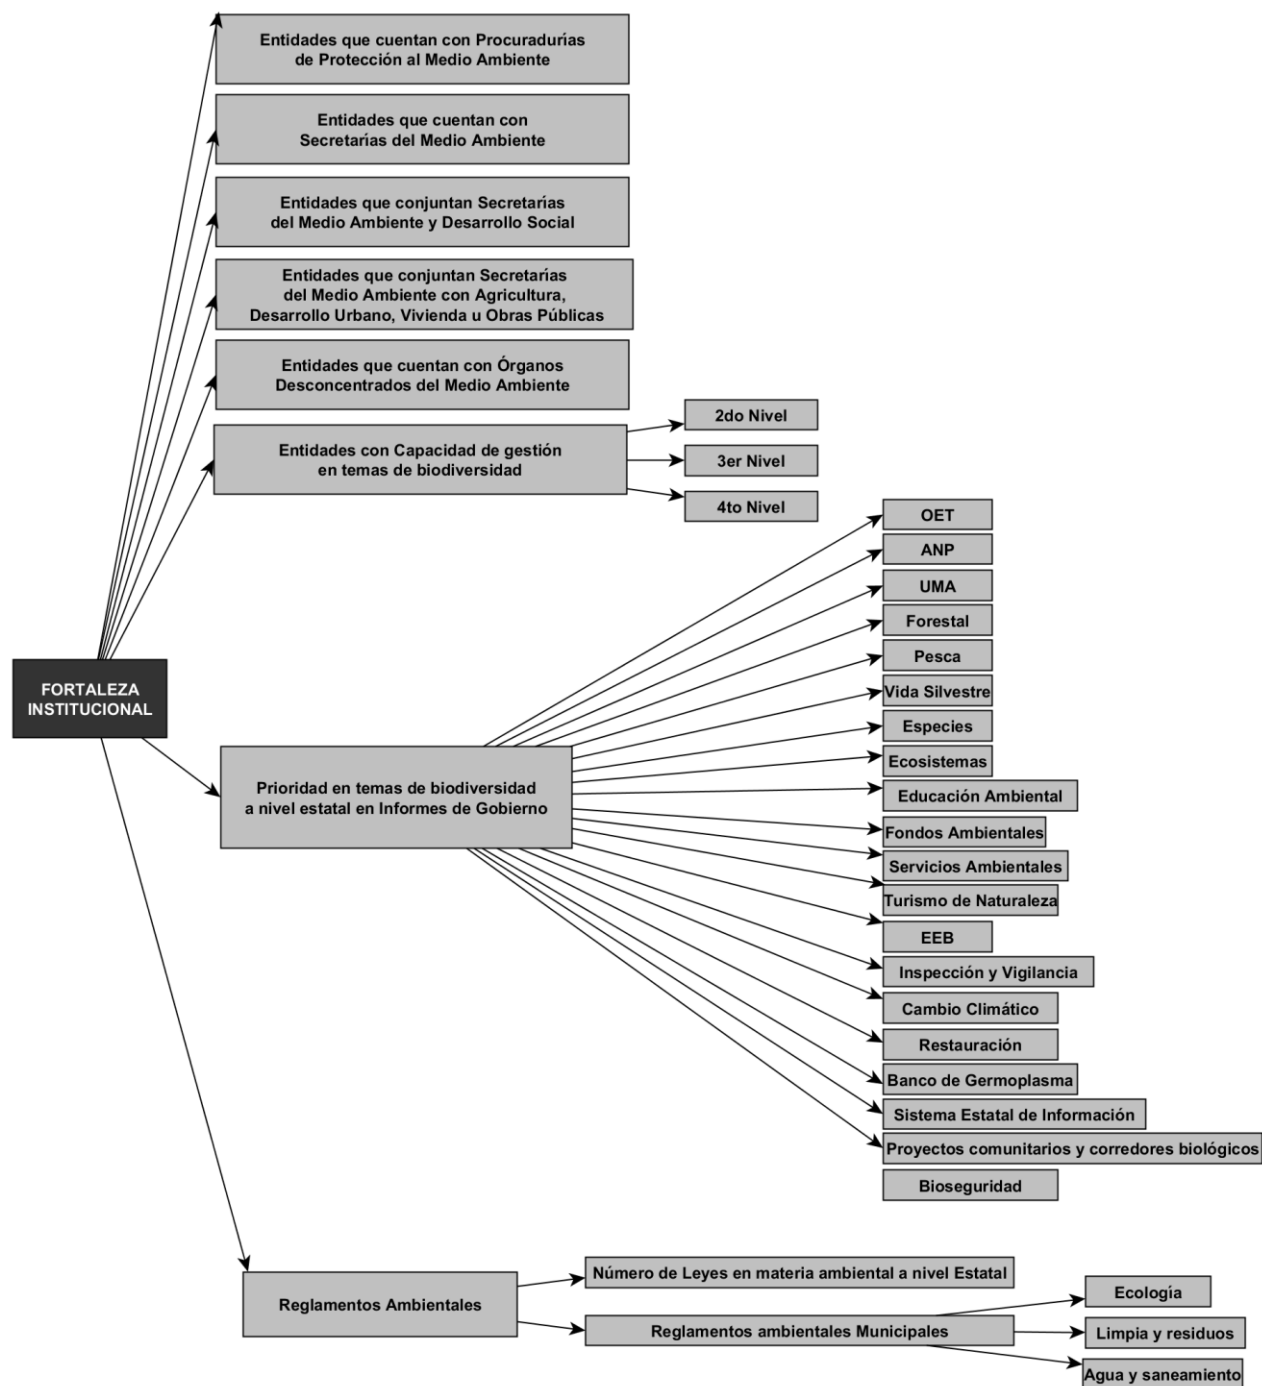 Entidades que cuentan con Procuradurías
de Protección al Medio Ambiente
Entidades que cuentan con
Secretarías del Medio Ambiente
Entidades que conjuntan Secretarías
del Medio Ambiente y Desarrollo Social
Entidades que conjuntan Secretarías
del Medio Ambiente con Agricultura,
Desarrollo Urbano, Vivienda u Obras Públicas
Entidades que cuentan con Órganos
Desconcentrados del Medio Ambiente
Entidades con Capacidad de gestión
en temas de biodiversidad
2do Nivel
3er Nivel
4to Nivel
FORTALEZA
INSTITUCIONAL
Prioridad en temas de biodiversidad
a nivel estatal en Informes de Gobierno
OET
ANP
UMA
Forestal
Pesca
Vida Silvestre
Especies
Ecosistemas
Educación Ambiental
Fondos Ambientales
Servicios Ambientales
Turismo de Naturaleza
EEB
Inspección y Vigilancia
Cambio Climático
Restauración
Banco de Germoplasma
Sistema Estatal de Información
Proyectos comunitarios y corredores biológicos
Bioseguridad
Reglamentos Ambientales
Número de Leyes en materia ambiental a nivel Estatal
Reglamentos ambientales Municipales
Ecología
Limpia y residuos
Agua y saneamiento